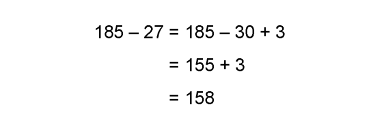 185 – 27 = 185 – 30 + 3
= 155 + 3
= 158